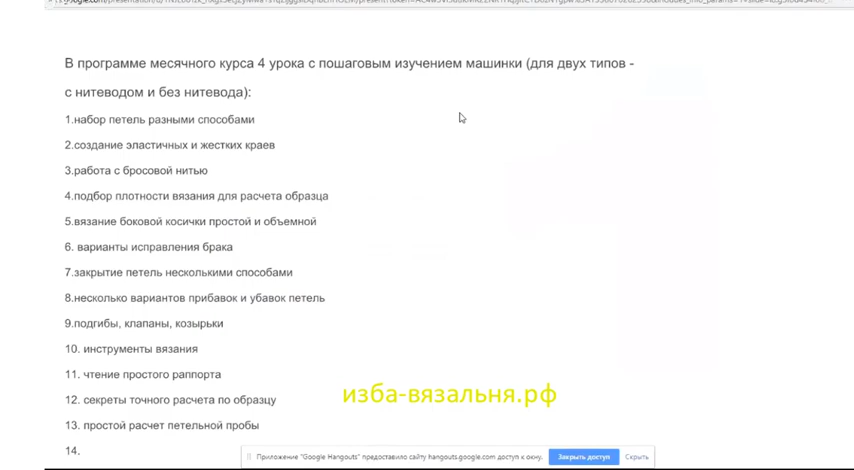 В программе месячного курса 4 урока с пошаговым изучением машинки (для двух типов -
с нитеводом и без нитевода):
1.набор петель разными способами
2.создание эластичных и жестких краев
3.работа с бросовой нитью
4.подбор плотности вязания для расчета образца
5.вязание боковой косички простой и объемной
6. варианты исправления брака
7.закрытие петель несколькими способами
8.несколько вариантов прибавок и убавок петель
9.подгибы, клапаны, козырьки
10. инструменты вязания
11. чтение простого раппорта
изба-вязальня.рф
12. секреты точного расчета по образцу
13. простой расчет петельной пробы
14.
Приложение "Google Hangouts" предоставило сайту hangouts.google.com доступ к окну. Закрыть доступ Скрыть